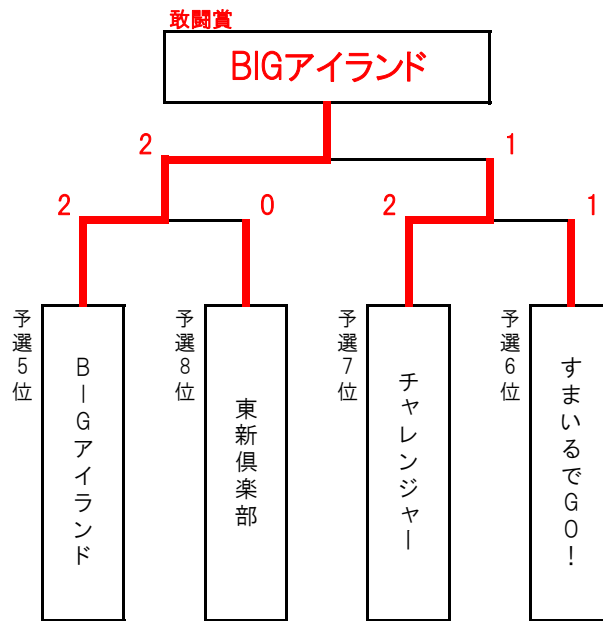 敢闘賞
BIGアイランド
2
1
2
0
2
1
予選5位
BIGアイランド
予選8位
東新倶楽部
予選7位
チャレンジャー
予選6位
すまいるでGO!